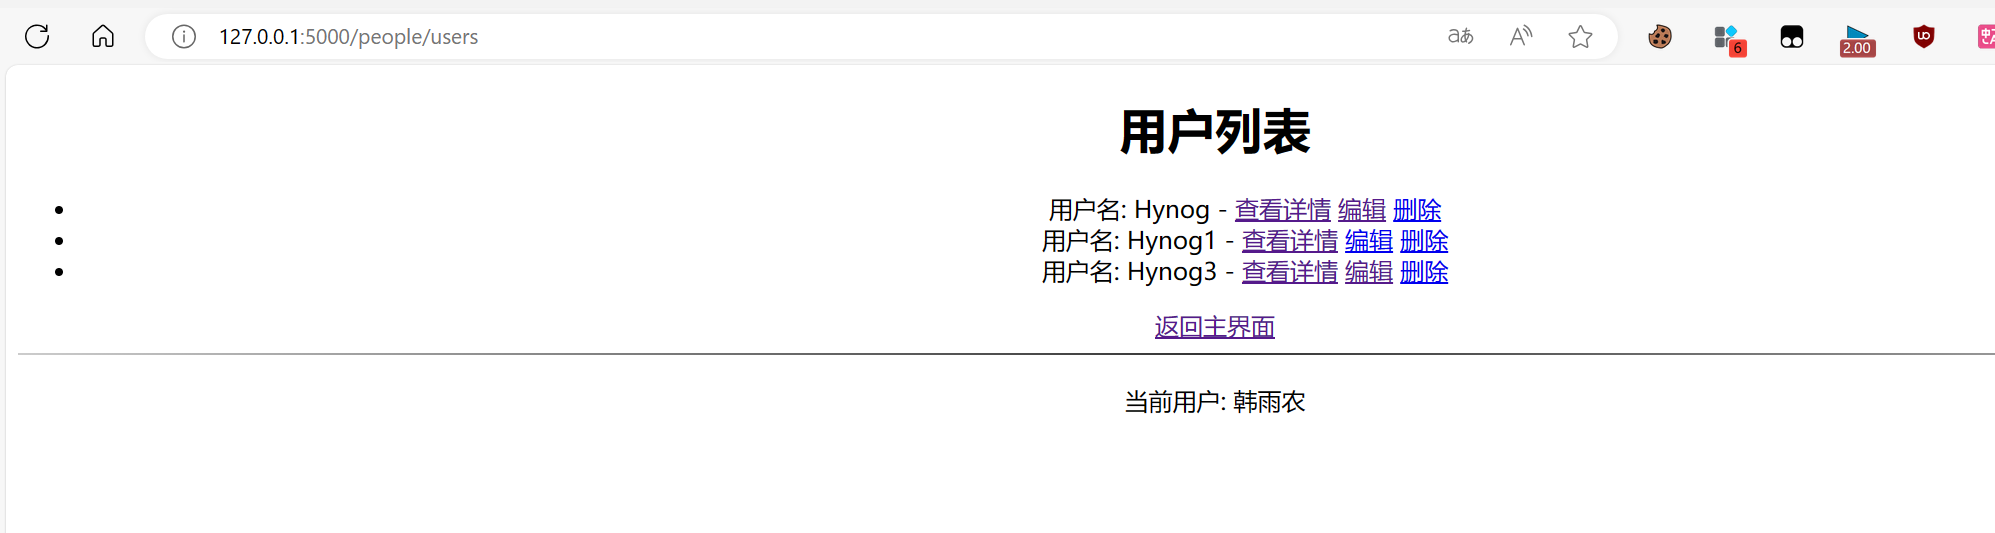 127.0.0.1:5000/people/users
aあ
A
6
2.00
uo
用户列表
用户名: Hynog - 查看详情 编辑 删除
用户名: Hynog1 - 查看详情 编辑 删除
用户名: Hynog3 - 查看详情 编辑 删除
返回主界面
当前用户: 韩雨农